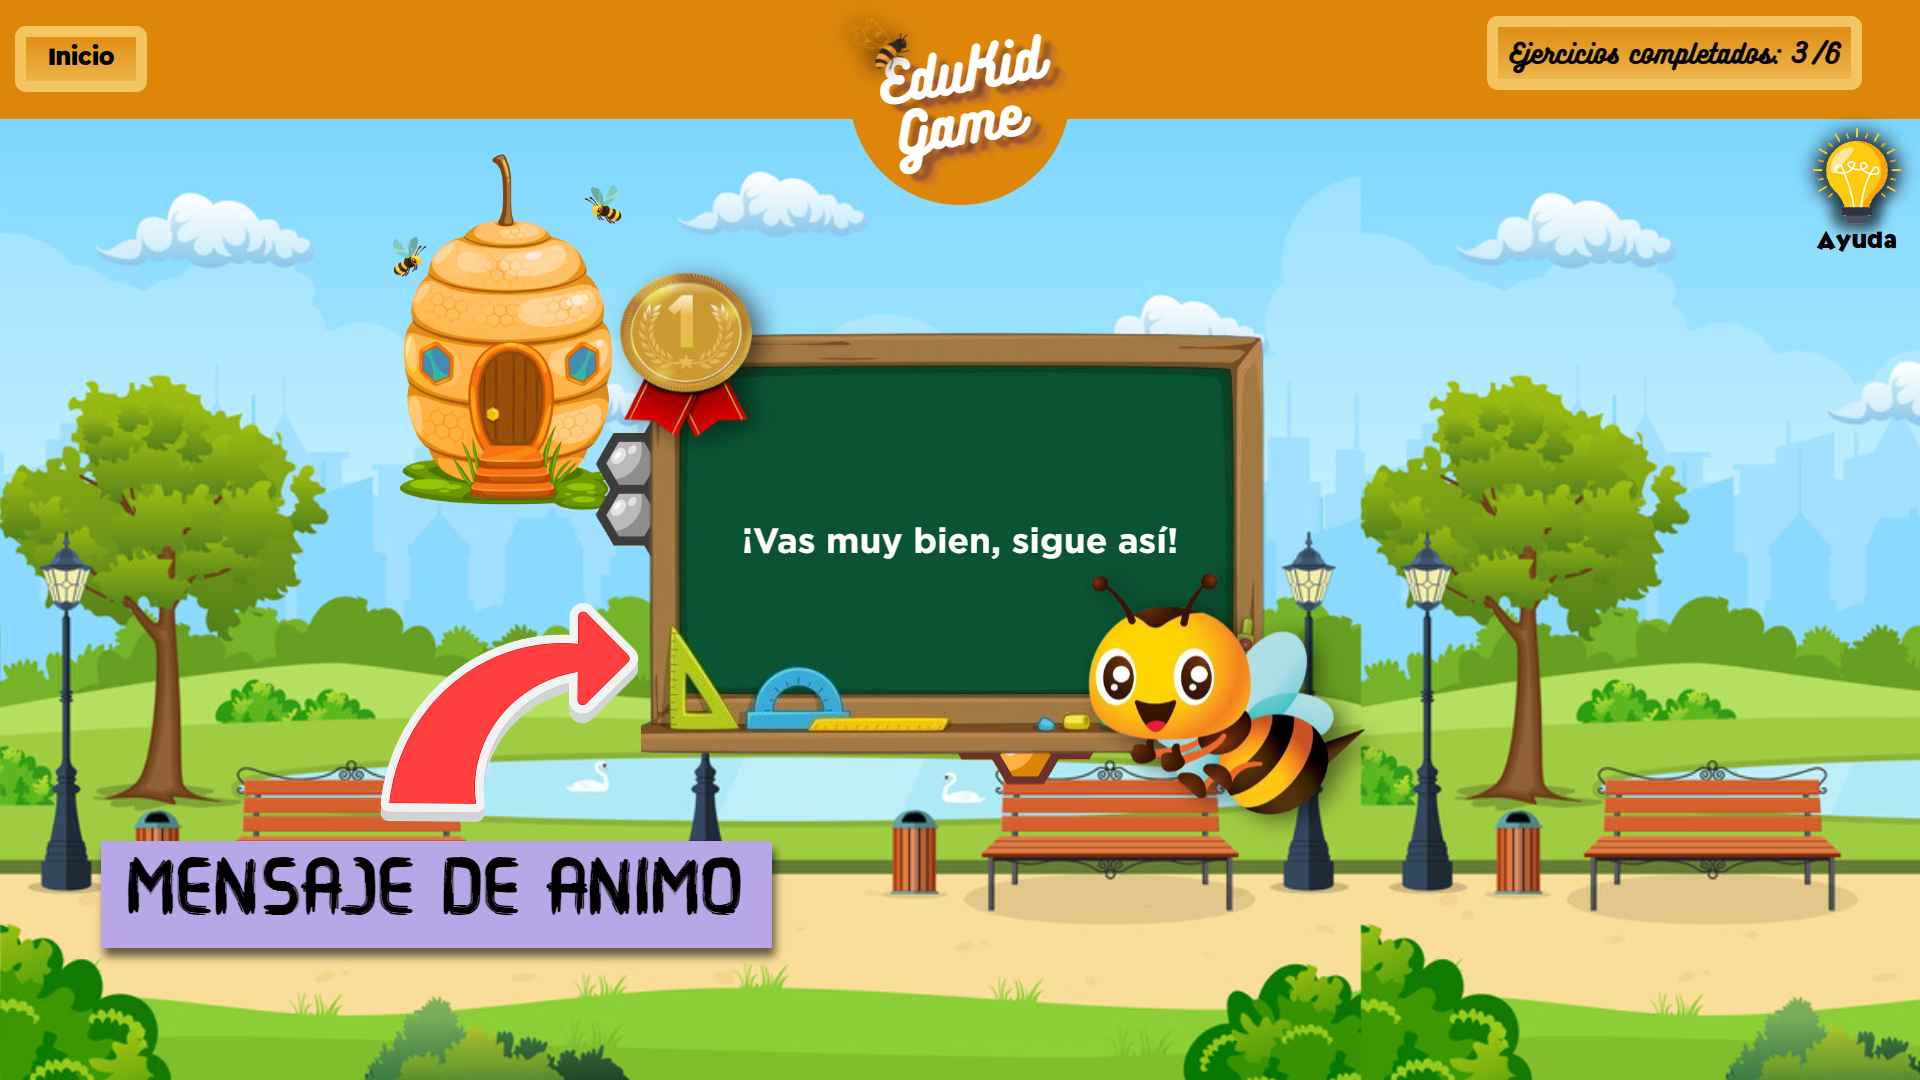 Inicio
EduKid
Game
Ejercicios completados: 3 /6
Ayuda
1
¡Vas muy bien, sigue así!
MENSAJE DE ANIMO